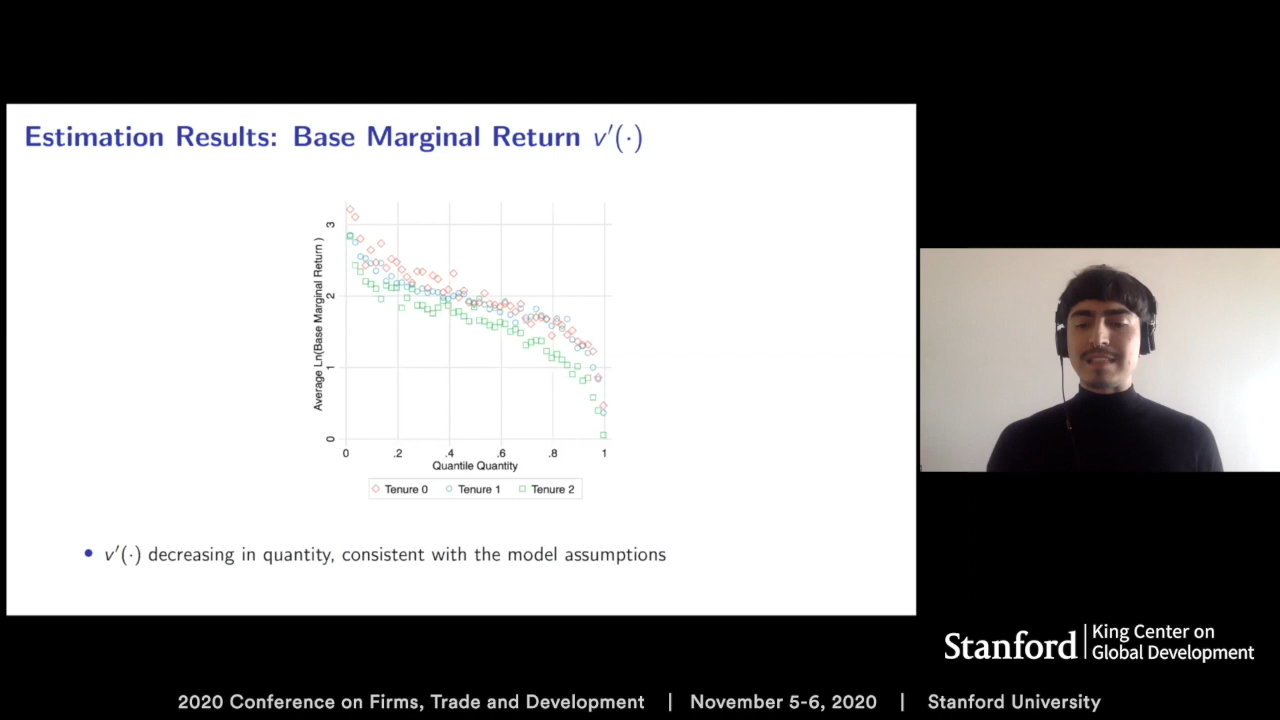 Estimation Results: Base Marginal Return v′(·)
Average Ln(Base Marginal Return )
3
2
1
0
0 .2 .4 .6 .8 1
Quantile Quantity
Tenure 0 Tenure 1 Tenure 2
• v′(·) decreasing in quantity, consistent with the model assumptions
Stanford | King Center on
Global Development
2020 Conference on Firms, Trade and Development | November 5-6, 2020 | Stanford University